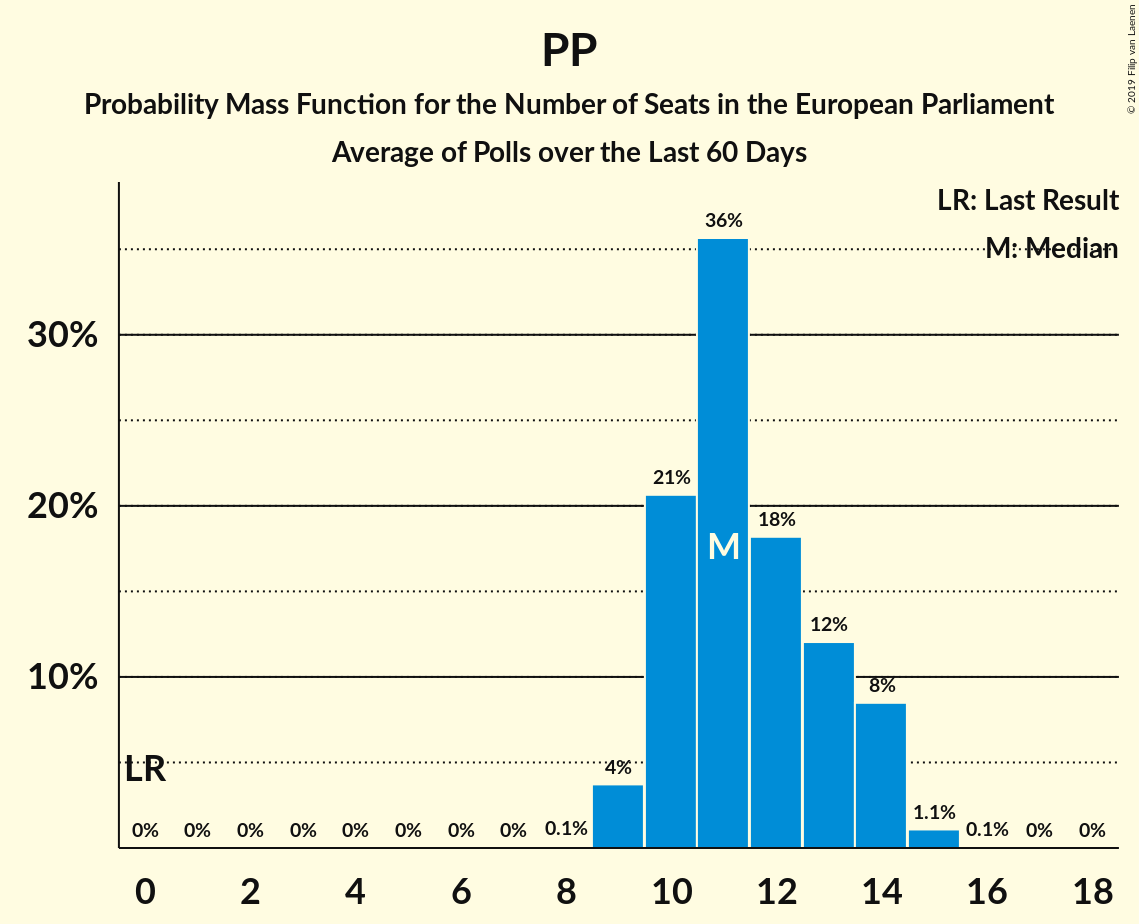 © 2019 Filip van Laenen
PP
Probability Mass Function for the Number of Seats in the European Parliament
Average of Polls over the Last 60 Days
LR: Last Result
M: Median
36%
30%
21%
20%
18%
M
12%
10%
8%
LR
4%
0% 0% 0% 0% 0% 0% 0% 0% 0.1% 1.1% 0.1% 0% 0%
0 2 4 6 8 10 12 14 16 18